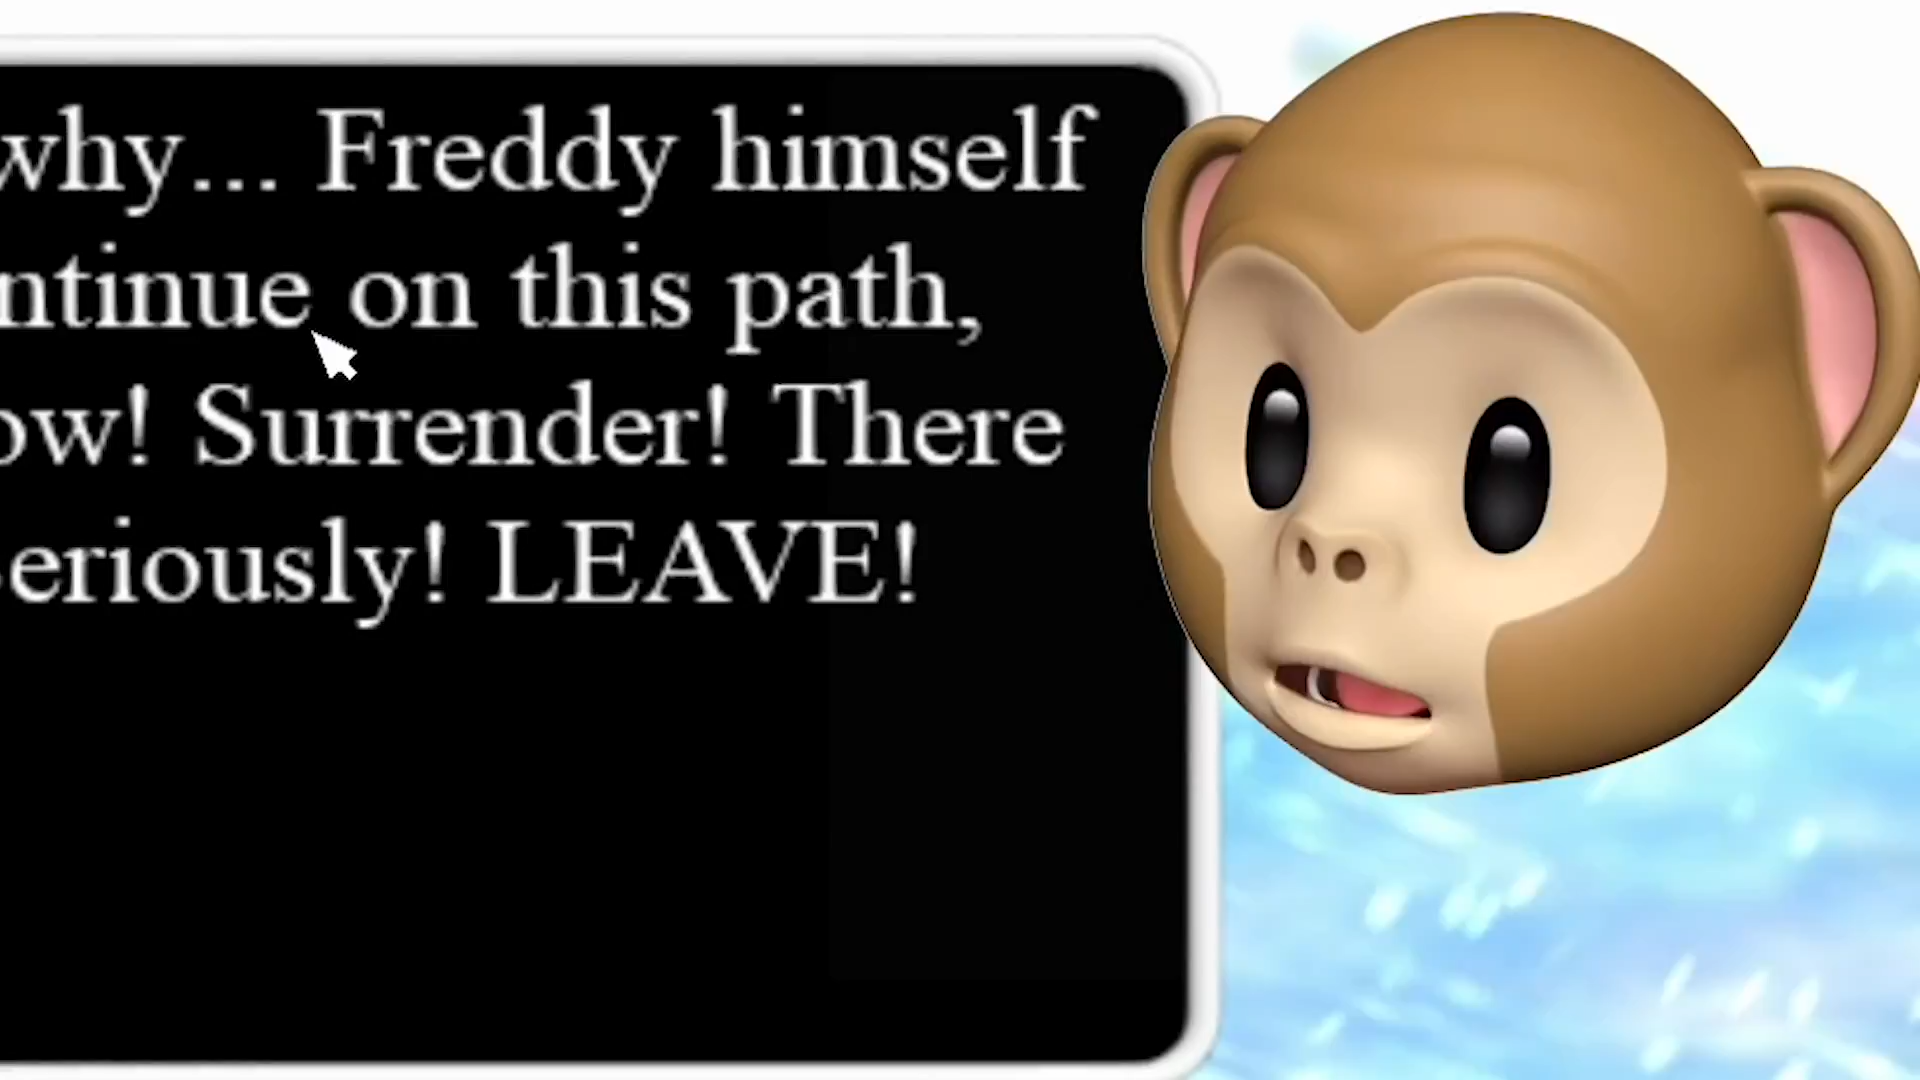 why... Freddy himself
ntinue on this path,
ow! Surrender! There
eriously! LEAVE!